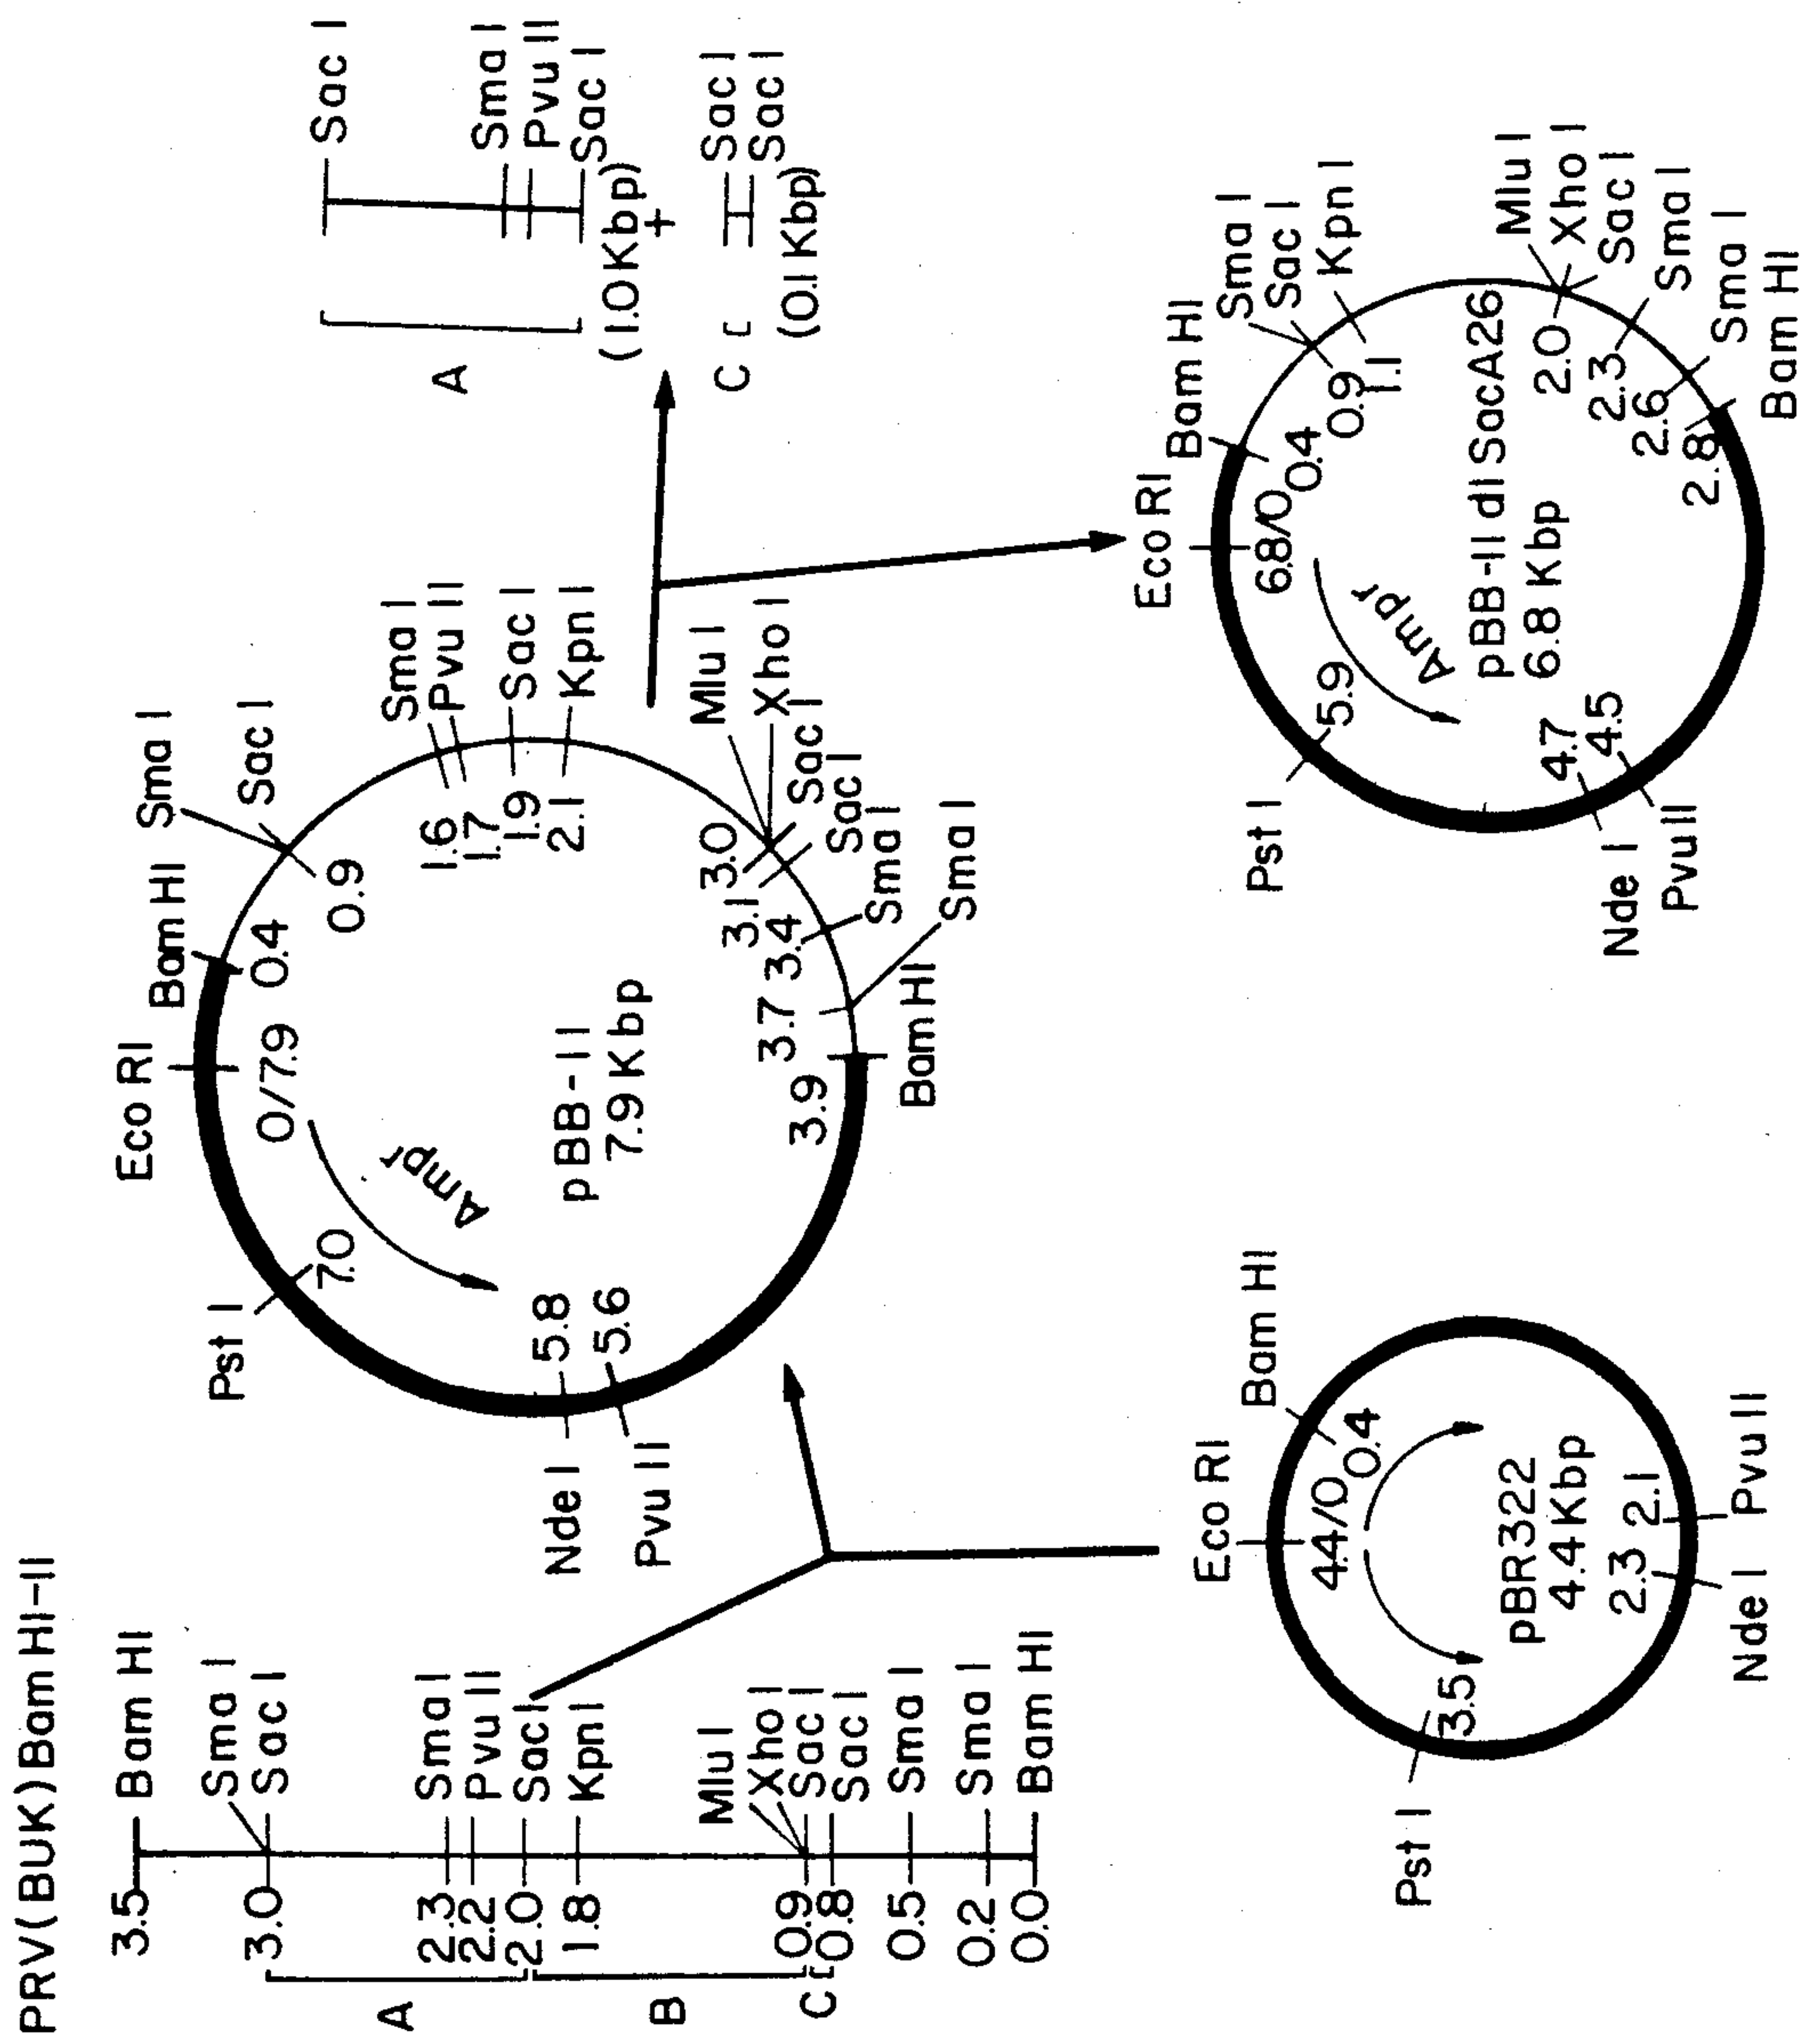 PRV(BUK)BamHI-11
3.5
Bam HI
3.0
Sma I
Sac I
2.3
Sma I
2.2
Pvu II
2.0
Sac I
1.8
Kpn I
Mlu I
Xho I
0.9
Sac I
0.8
Sac I
0.5
Sma I
0.2
Sma I
0.0
Bam HI
A
B
C
Eco RI
4.4/0
Bam HI
0.4
pBR322
4.4 Kbp
Pst I
3.5
2.3
Nde I
2.1
Pvu II
Eco RI
0/7.9
Bam HI
0.4
Sma I
Sac I
0.9
Sma I
1.6
Pvu II
1.7
Sac I
1.9
Kpn I
2.1
Mlu I
Xho I
3.0
Sac I
Sac I
3.1
Sma I
3.4
Sma I
3.7
Bam HI
3.9
Pvu II
5.6
Nde I
5.8
Pst I
7.0
Ampr
pBB-11
7.9 Kbp
A
Sac I
Sma I
Pvu II
Sac I
(1.0 Kbp)
+
C
Sac I
Sac I
(0.1 Kbp)
Eco RI
6.8/0
Bam HI
0.4
Sma I
Sac I
0.9
Kpn I
1.1
Mlu I
Xho I
2.0
Sac I
Sma I
2.3
Sma I
2.6
Bam HI
2.8
Pvu II
4.5
Nde I
4.7
Pst I
5.9
Ampr
pBB-11 dl SacA26
6.8 Kbp